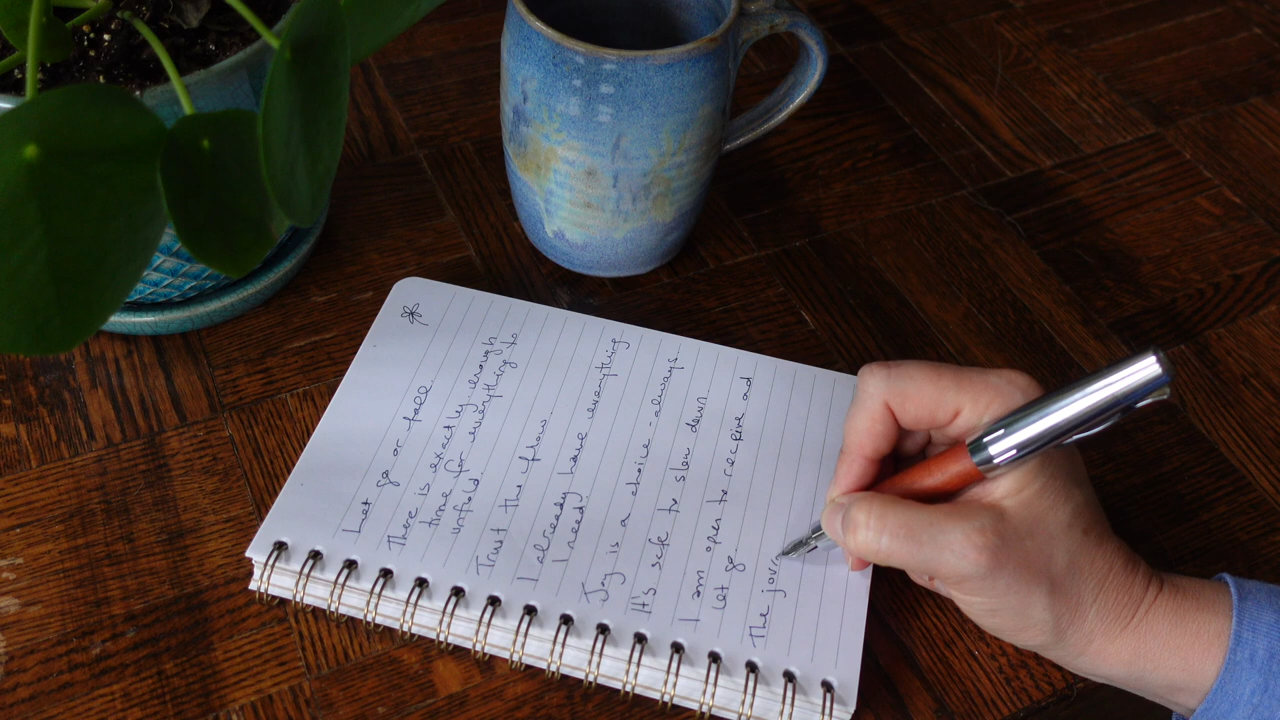 Let go or fall.
There is exactly enough
time for everything to
unfold.
Trust the flow.
I already have everything
I need.
Joy is a choice - always.
It's safe to slow down.
I am open to receive and
let go.
The jour